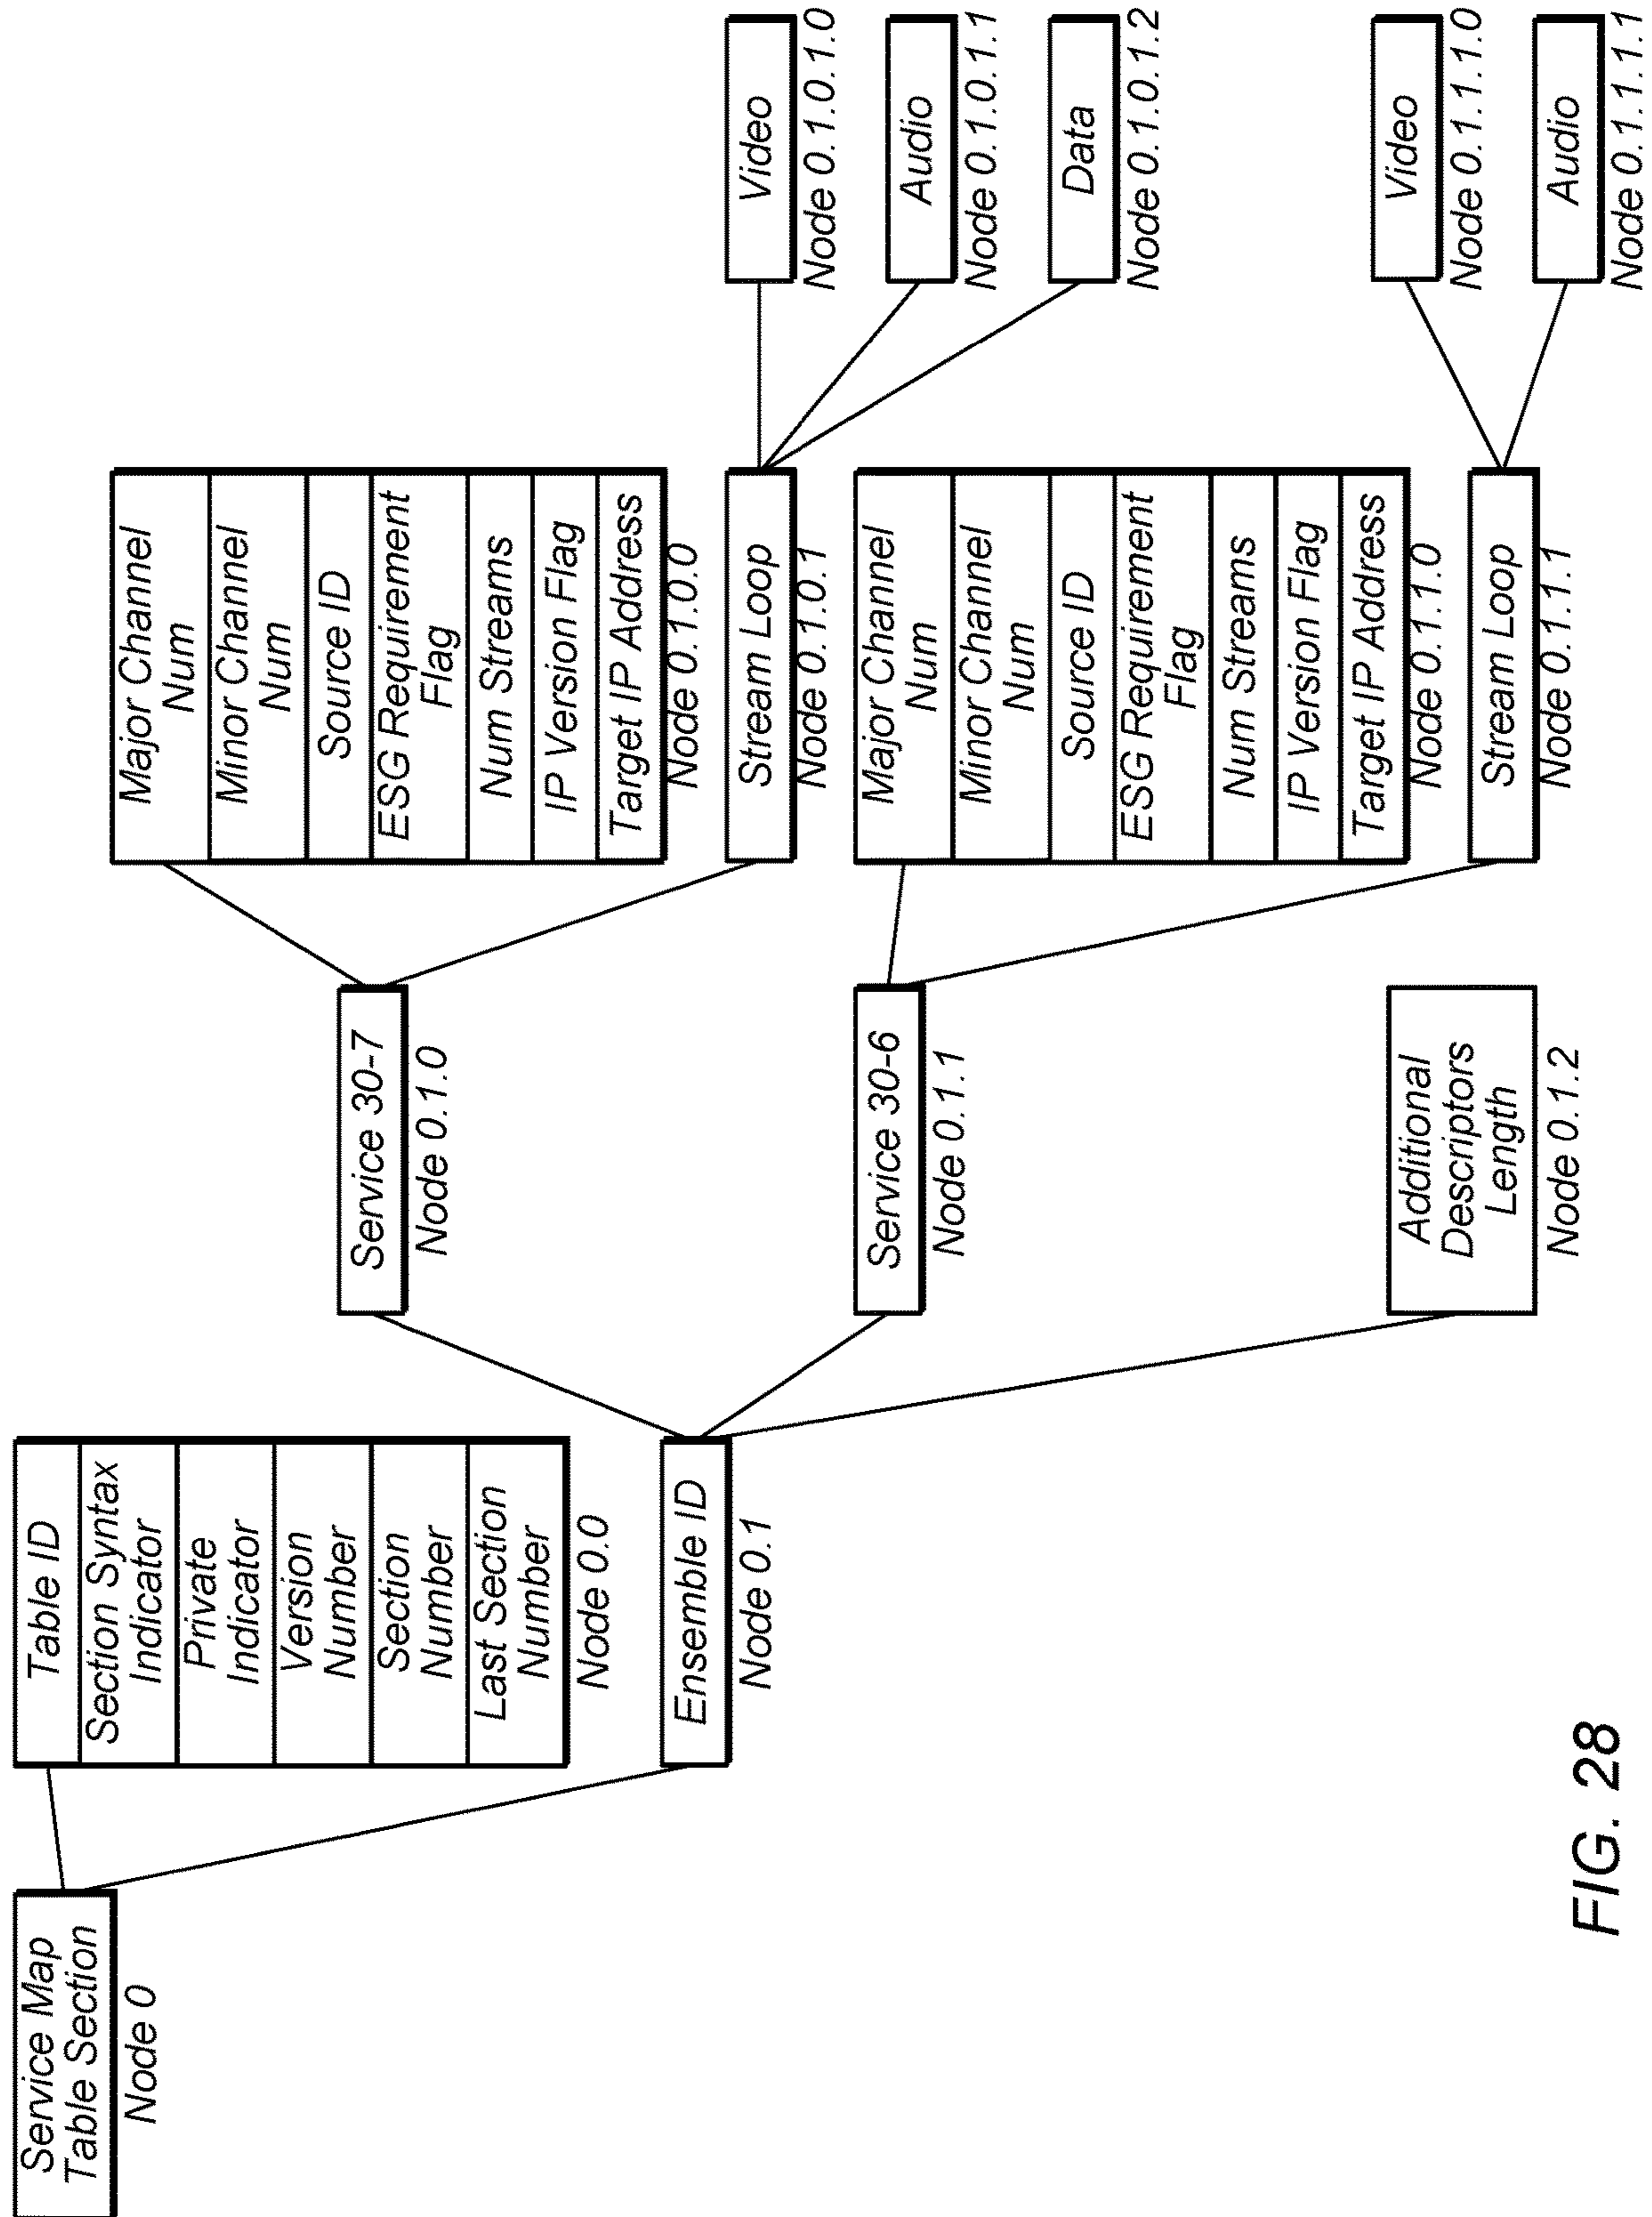 Service Map
Table Section
Node 0
Table ID
Section Syntax
Indicator
Private
Indicator
Version
Number
Section
Number
Last Section
Number
Node 0.0
Ensemble ID
Node 0.1
Service 30-7
Node 0.1.0
Service 30-6
Node 0.1.1
Additional
Descriptors
Length
Node 0.1.2
Major Channel
Num
Minor Channel
Num
Source ID
ESG Requirement
Flag
Num Streams
IP Version Flag
Target IP Address
Node 0.1.0.0
Stream Loop
Node 0.1.0.1
Major Channel
Num
Minor Channel
Num
Source ID
ESG Requirement
Flag
Num Streams
IP Version Flag
Target IP Address
Node 0.1.1.0
Stream Loop
Node 0.1.1.1
Video
Node 0.1.0.1.0
Audio
Node 0.1.0.1.1
Data
Node 0.1.0.1.2
Video
Node 0.1.1.1.0
Audio
Node 0.1.1.1.1
FIG. 28